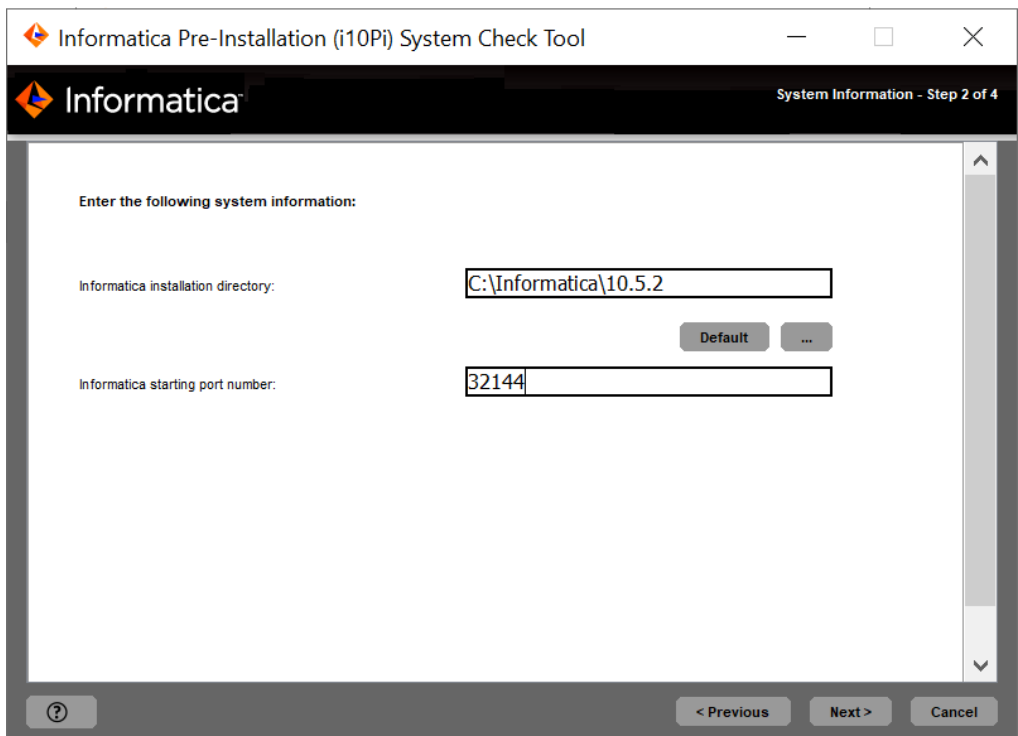 Informatica Pre-Installation (i10Pi) System Check Tool
Informatica™
System Information - Step 2 of 4
Enter the following system information:
Informatica installation directory: C:\Informatica\10.5.2
Default ...
Informatica starting port number: 32144
? < Previous Next > Cancel